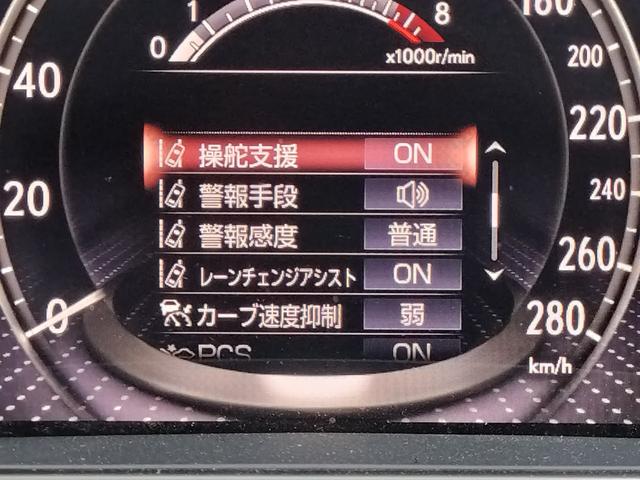 1
8
0
x1000r/min
180
200
220
240
260
280
km/h
40
20
0
操舵支援 ON
警報手段
警報感度 普通
レーンチェンジアシスト ON
カーブ速度抑制 弱
PCS ON